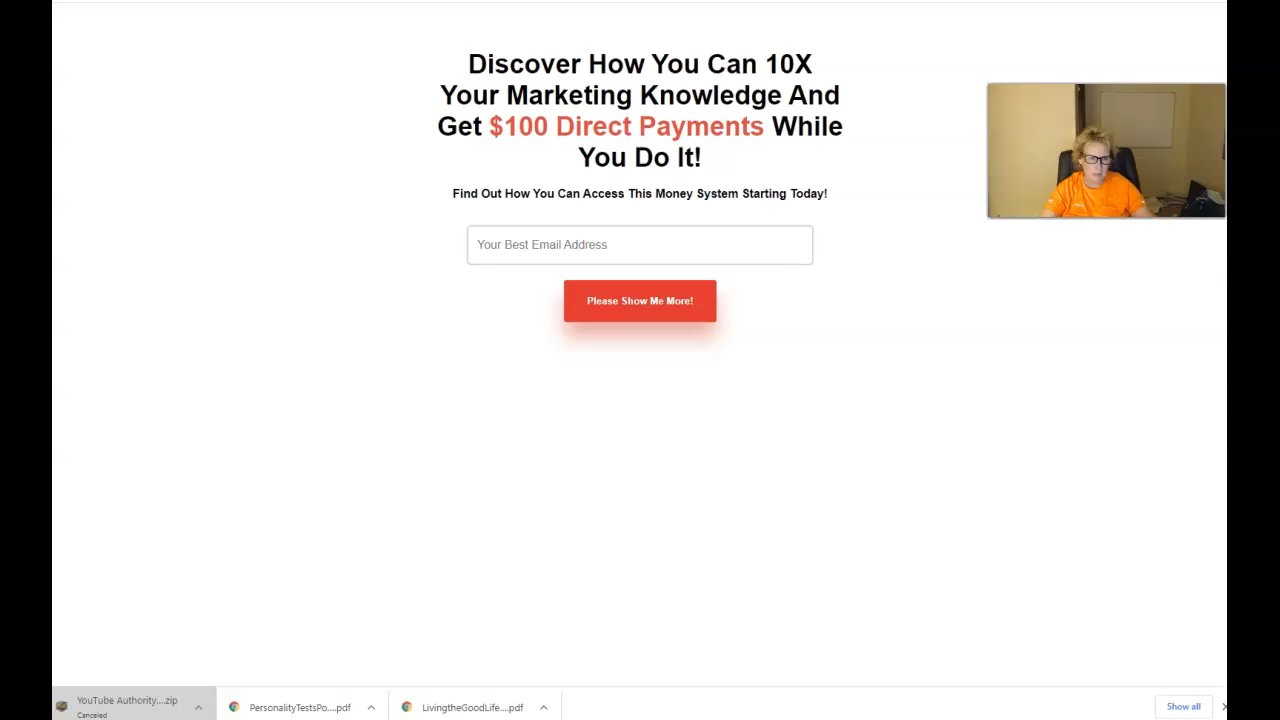 Discover How You Can 10X
Your Marketing Knowledge And
Get $100 Direct Payments While
You Do It!
Find Out How You Can Access This Money System Starting Today!
Your Best Email Address
Please Show Me More!
YouTube Authority....zip
Canceled
PersonalityTestsPo....pdf
LivingtheGoodLife....pdf
Show all